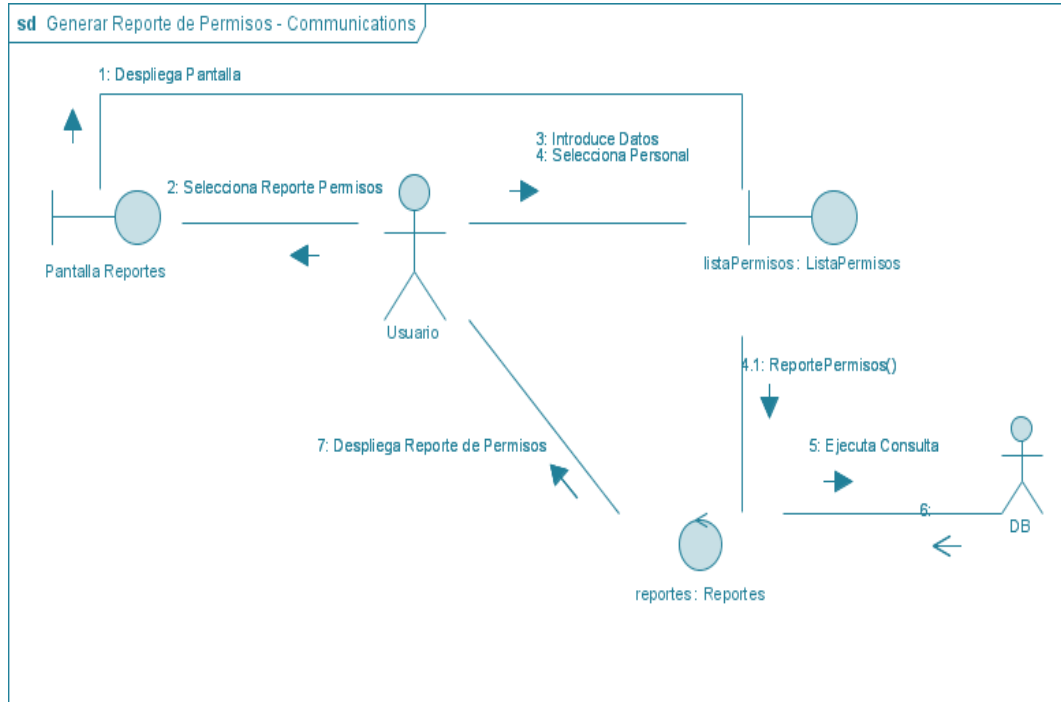 sd Generar Reporte de Permisos - Communications
1: Despliega Pantalla
3: Introduce Datos
4: Selecciona Personal
2: Selecciona Reporte Permisos
Pantalla Reportes
listaPermisos : ListaPermisos
Usuario
4.1: ReportePermisos()
7: Despliega Reporte de Permisos
5: Ejecuta Consulta
6:
DB
reportes : Reportes